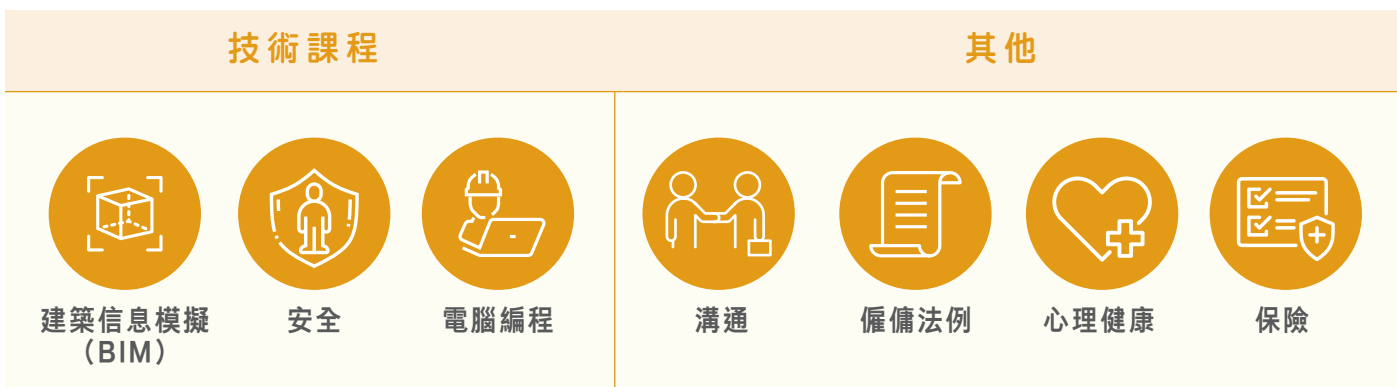 技術課程
其他
建築信息模擬
（BIM）
安全
電腦編程
溝通
僱傭法例
心理健康
保險